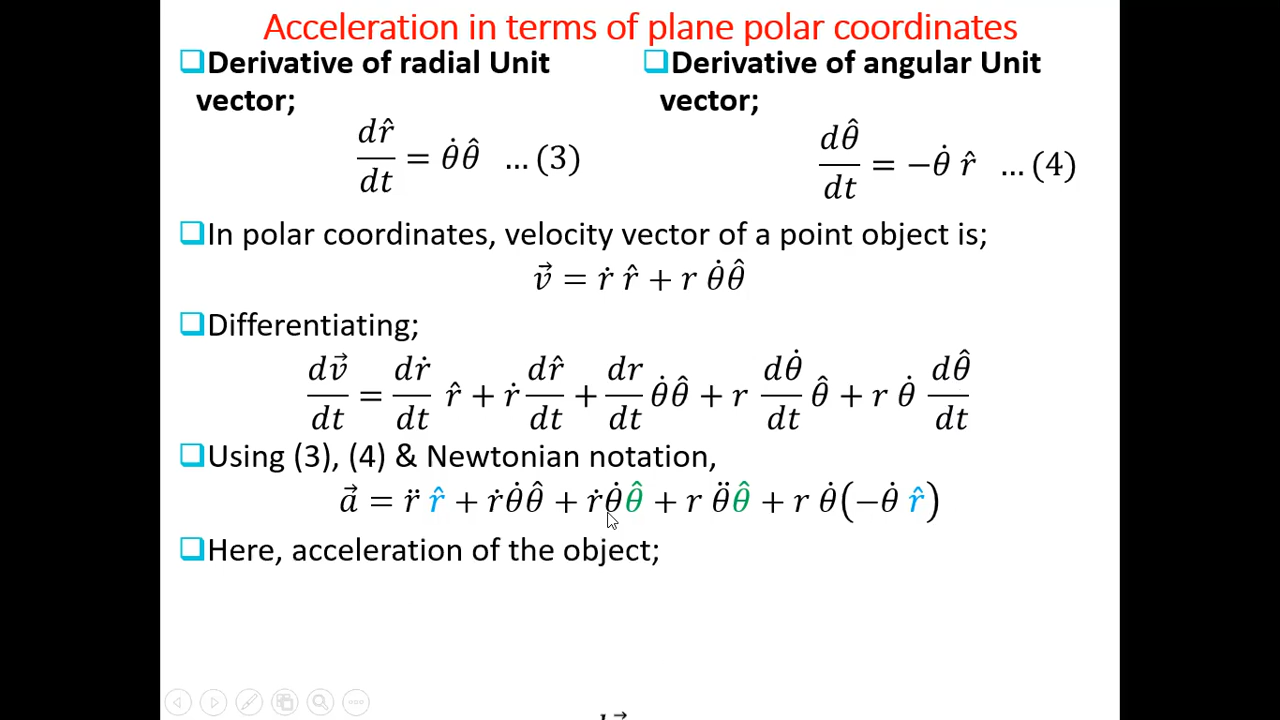 Acceleration in terms of plane polar coordinates
❑Derivative of radial Unit vector;
dr̂/dt = θ̇θ̂ …(3)
❑Derivative of angular Unit vector;
dθ̂/dt = −θ̇ r̂ …(4)
❑In polar coordinates, velocity vector of a point object is;
v⃗ = ṙ r̂ + r θ̇θ̂
❑Differentiating;
dv⃗/dt = dṙ/dt r̂ + ṙ dr̂/dt + dr/dt θ̇θ̂ + r dθ̇/dt θ̂ + r θ̇ dθ̂/dt
❑Using (3), (4) & Newtonian notation,
a⃗ = r̈ r̂ + ṙθ̇θ̂ + ṙθ̇θ̂ + r θ̈θ̂ + r θ̇(−θ̇ r̂)
❑Here, acceleration of the object;